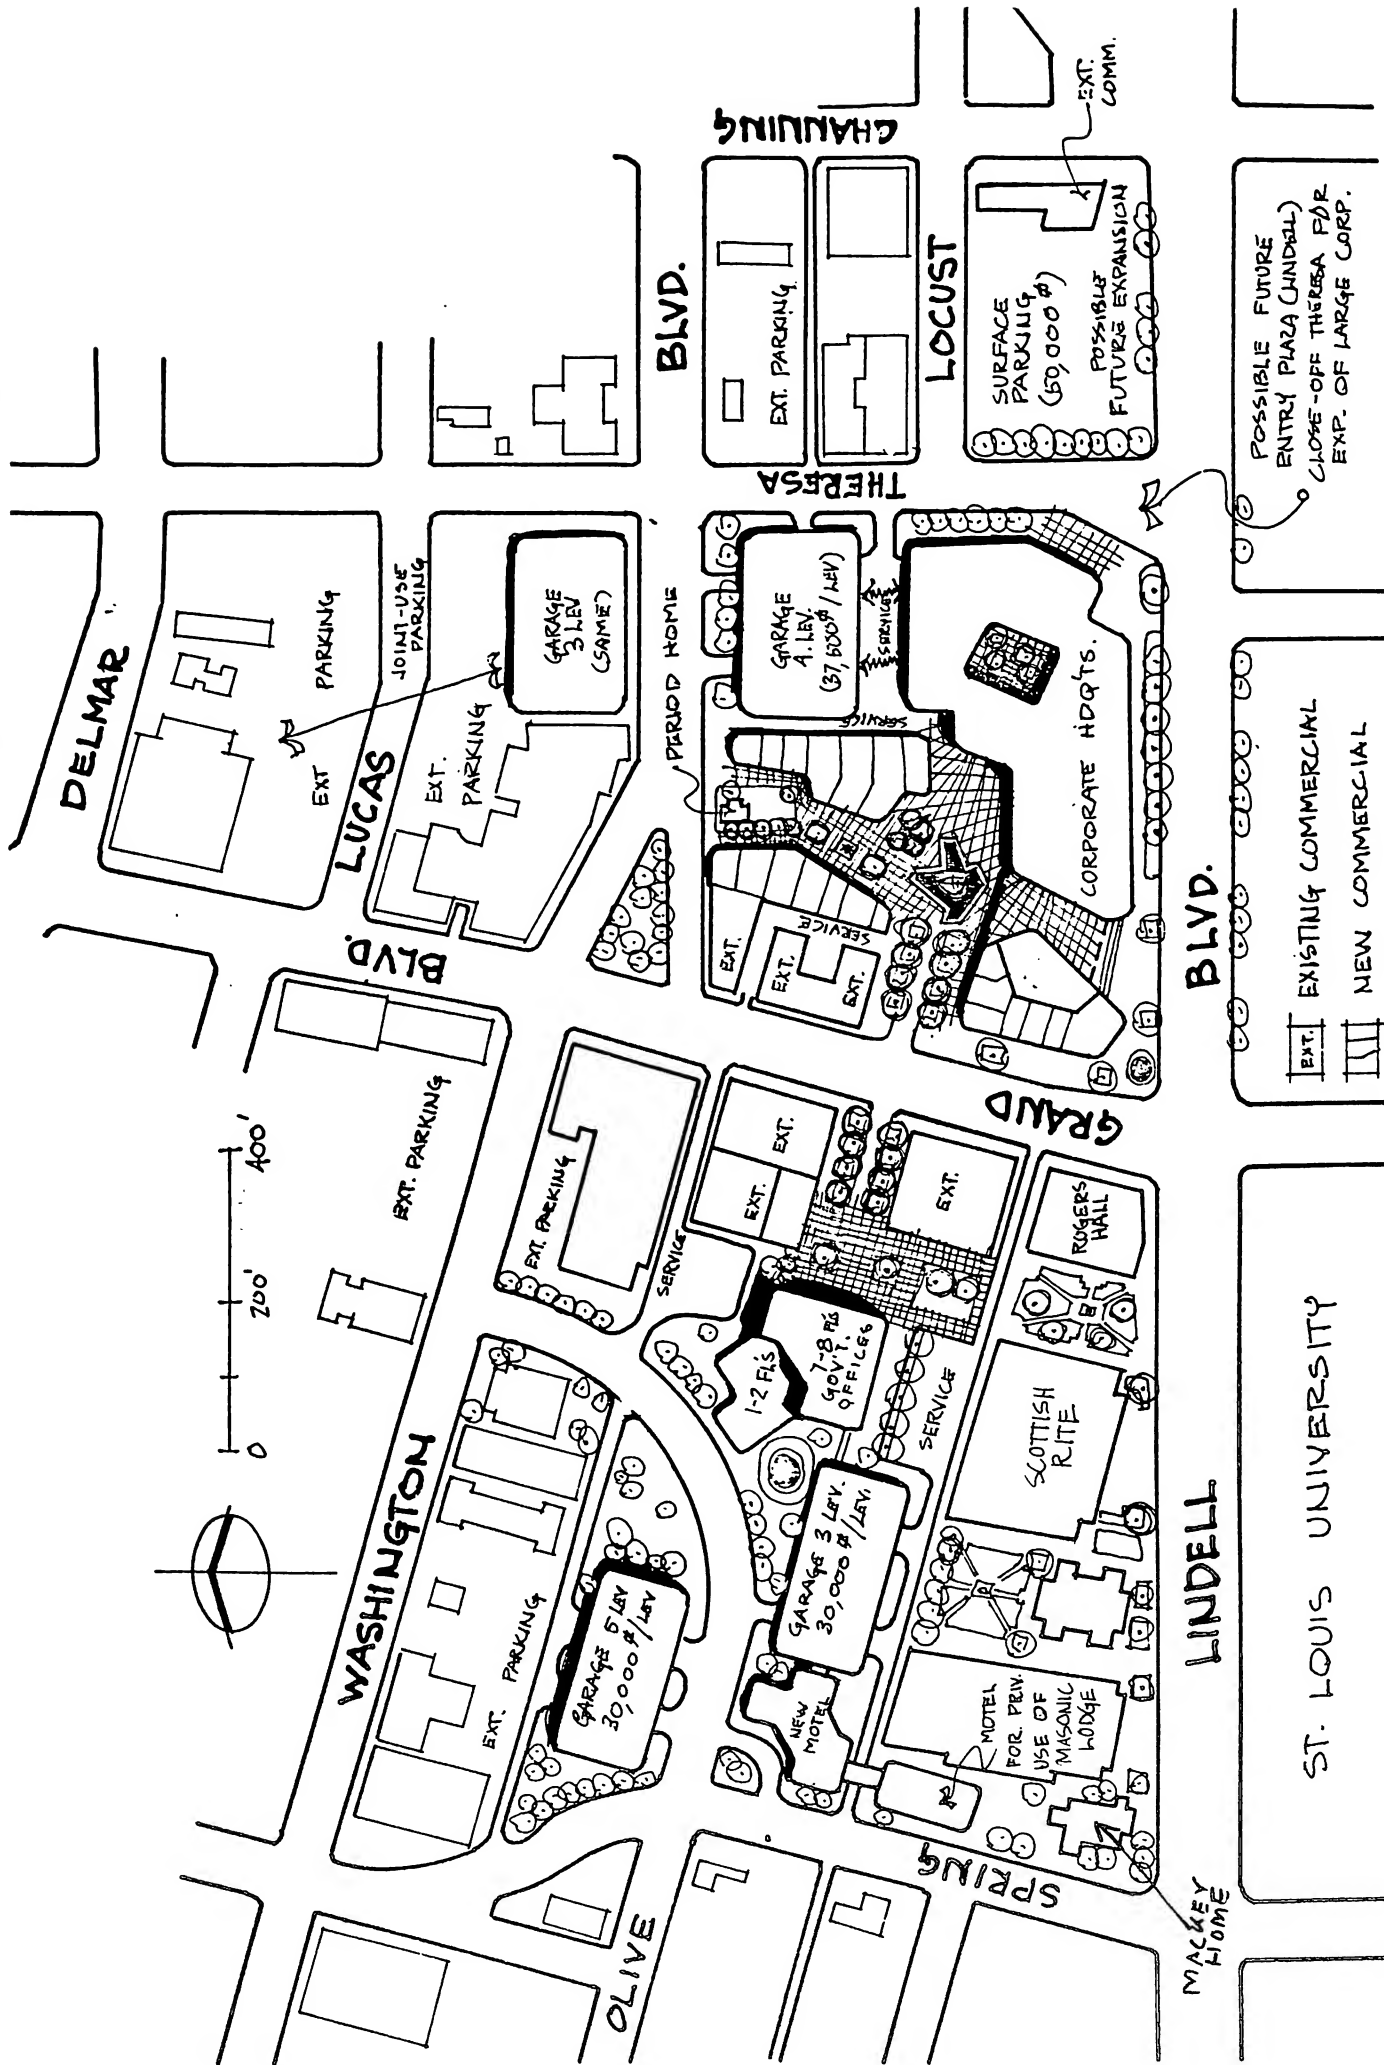 DELMAR
LUCAS
BLVD.
WASHINGTON
OLIVE
BLVD.
CHANNING
THERESA
LOCUST
GRAND
SPRING
LINDELL
BLVD.
0 200' 400'
EXT. PARKING
EXT PARKING
JOINT-USE
PARKING
EXT.
PARKING
GARAGE
3 LEV
(SAME)
PERIOD HOME
EXT. PARKING
GARAGE
4 LEV.
(37,500⌀/LEV)
SERVICE
SERVICE
SERVICE
EXT.
EXT.
EXT.
CORPORATE HDQ'TS.
SURFACE
PARKING
(50,000⌀)
POSSIBLE
FUTURE EXPANSION
EXT.
COMM.
POSSIBLE FUTURE
ENTRY PLAZA (LINDELL)
CLOSE-OFF THERESA FOR
EXP. OF LARGE CORP.
EXT. PARKING
SERVICE
EXT.
EXT.
EXT.
ROGERS
HALL
1-2 FL'S
7-8 FL'S
GOV'T.
OFFICES
SERVICE
SCOTTISH
RITE
EXT. PARKING
GARAGE 5 LEV
30,000⌀/LEV
GARAGE 3 LEV.
30,000⌀/LEV.
NEW
MOTEL
MOTEL
FOR PRIV.
USE OF
MASONIC
LODGE
MACKEY
HOME
ST. LOUIS UNIVERSITY
EXT. EXISTING COMMERCIAL
NEW COMMERCIAL